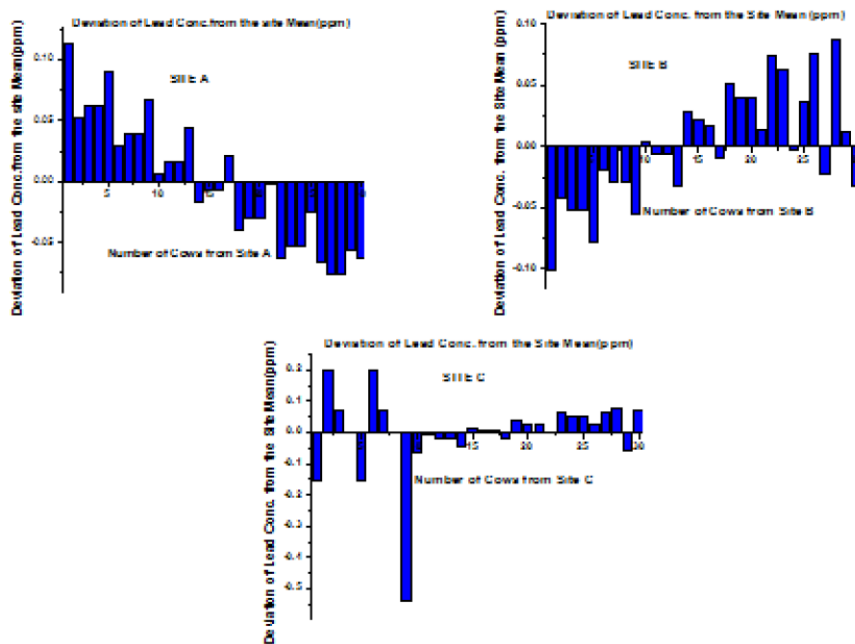 Deviation of Lead Conc.from the site Mean(ppm)
Deviation of Lead Conc.from the site Mean(ppm)
SITE A
0.10
0.05
0.00
-0.05
5
10
15
20
Number of Cows from Site A
Deviation of Lead Conc. from the Site Mean(ppm)
Deviation of Lead Conc. from the Site Mean (ppm)
SITE B
0.10
0.05
0.00
-0.05
-0.10
10
15
20
25
Number of Cows from Site B
Deviation of Lead Conc. from the Site Mean(ppm)
Deviation of Lead Conc. from the Site Mean(ppm)
SITE C
0.2
0.1
0.0
-0.1
-0.2
-0.3
-0.4
-0.5
15
20
25
30
Number of Cows from Site C